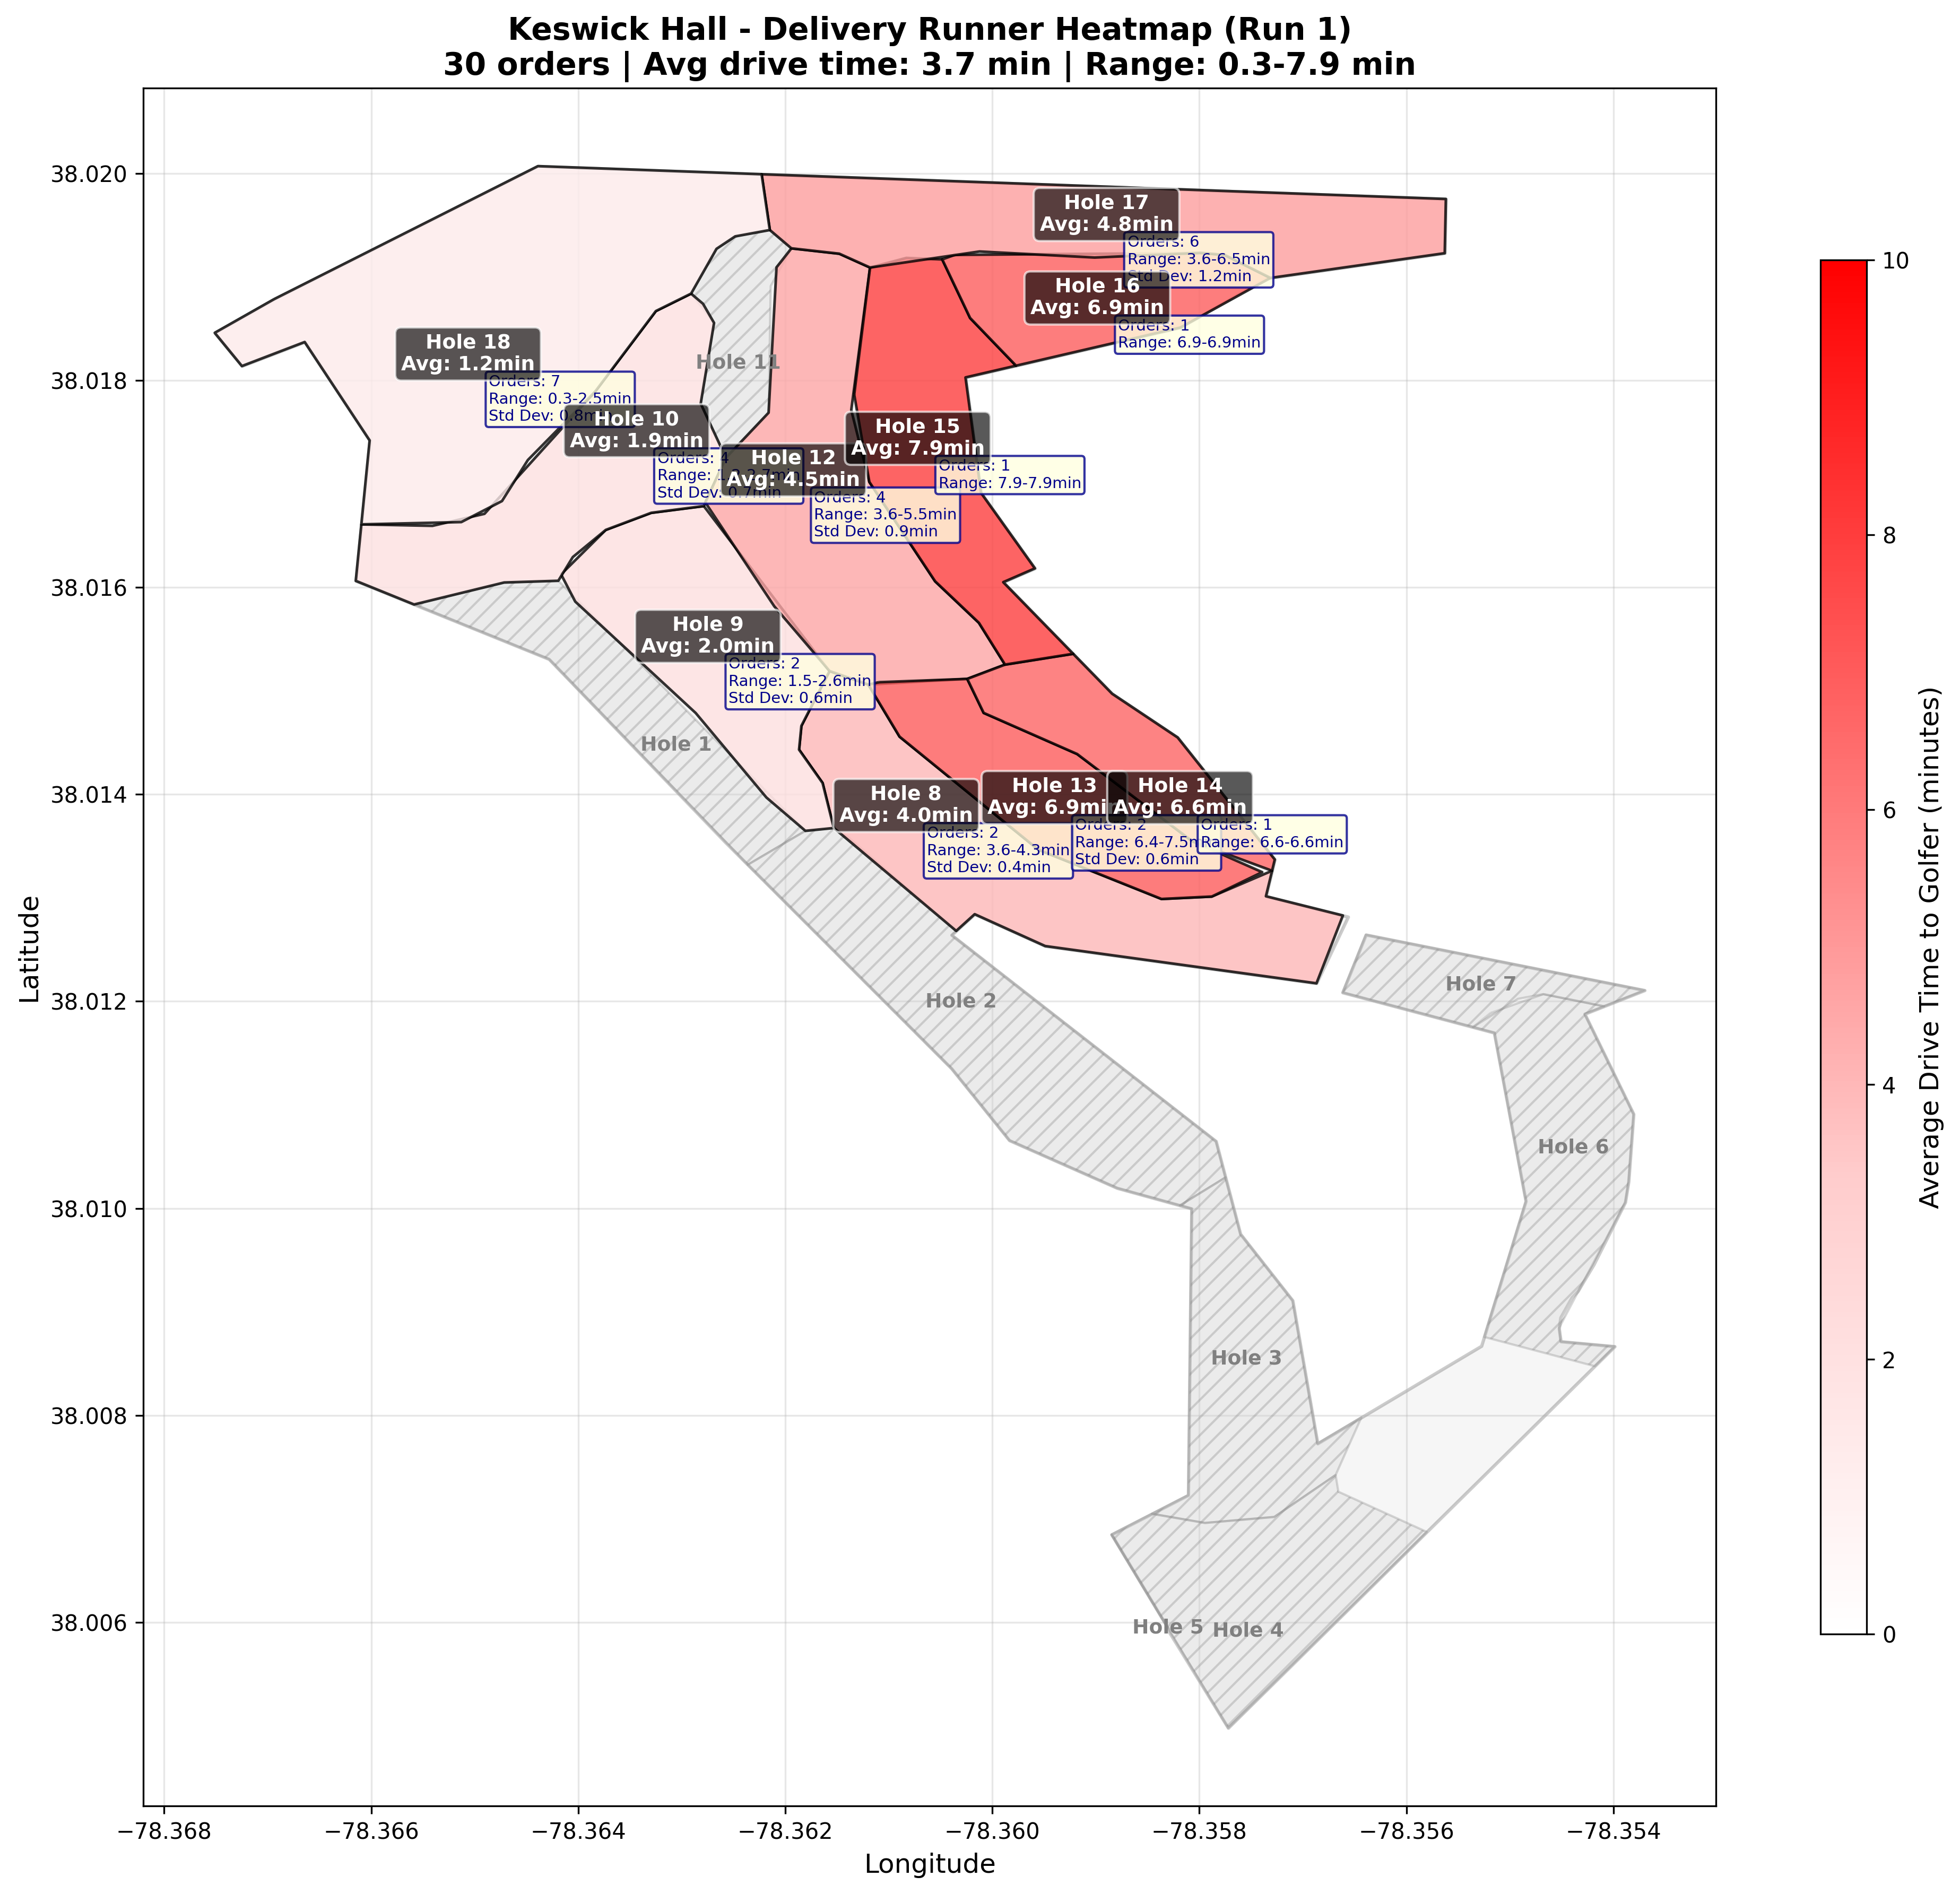 Keswick Hall - Delivery Runner Heatmap (Run 1)
30 orders | Avg drive time: 3.7 min | Range: 0.3-7.9 min
38.020
38.018
38.016
38.014
38.012
38.010
38.008
38.006
Latitude
Hole 17
Avg: 4.8min
Orders: 6
Range: 3.6-6.5min
Std Dev: 1.2min
Hole 16
Avg: 6.9min
Orders: 1
Range: 6.9-6.9min
Hole 18
Avg: 1.2min
Orders: 7
Range: 0.3-2.5min
Std Dev: 0.8min
Hole 11
Hole 10
Avg: 1.9min
Orders: 4
Range:
Std Dev: 0.7min
Hole 12
Avg: 4.5min
Orders: 4
Range: 3.6-5.5min
Std Dev: 0.9min
Hole 15
Avg: 7.9min
Orders: 1
Range: 7.9-7.9min
Hole 9
Avg: 2.0min
Orders: 2
Range: 1.5-2.6min
Std Dev: 0.6min
Hole 1
Hole 8
Avg: 4.0min
Orders: 2
Range: 3.6-4.3min
Std Dev: 0.4min
Hole 13
Avg: 6.9min
Orders: 2
Range: 6.4-7.5m
Std Dev: 0.6min
Hole 14
Avg: 6.6min
Orders: 1
Range: 6.6-6.6min
Hole 2
Hole 7
Hole 6
Hole 3
Hole 5
Hole 4
−78.368
−78.366
−78.364
−78.362
−78.360
−78.358
−78.356
−78.354
Longitude
10
8
6
4
2
0
Average Drive Time to Golfer (minutes)